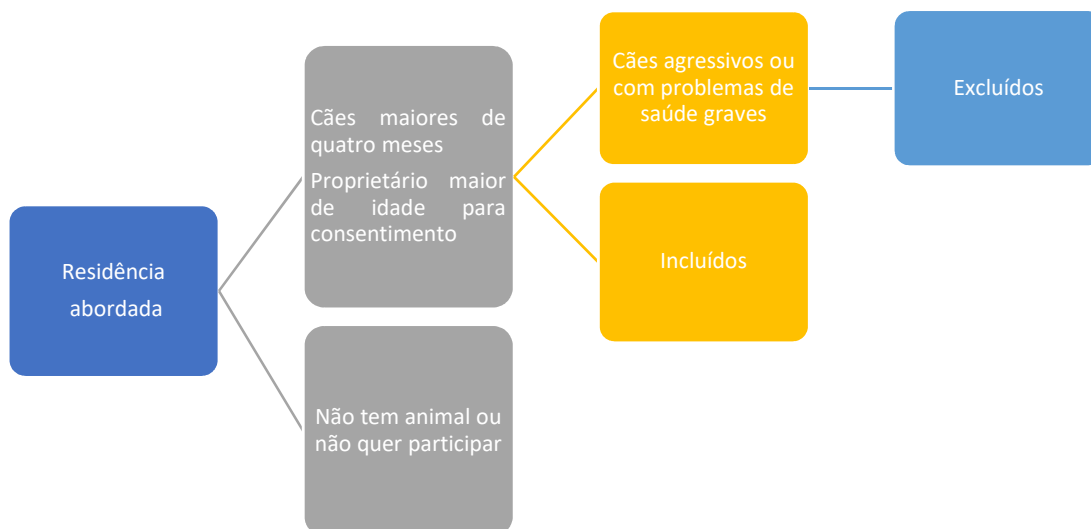 Residência
abordada
Cães maiores de
quatro meses
Proprietário maior
de idade para
consentimento
Não tem animal ou
não quer participar
Cães agressivos ou
com problemas de
saúde graves
Incluídos
Excluídos